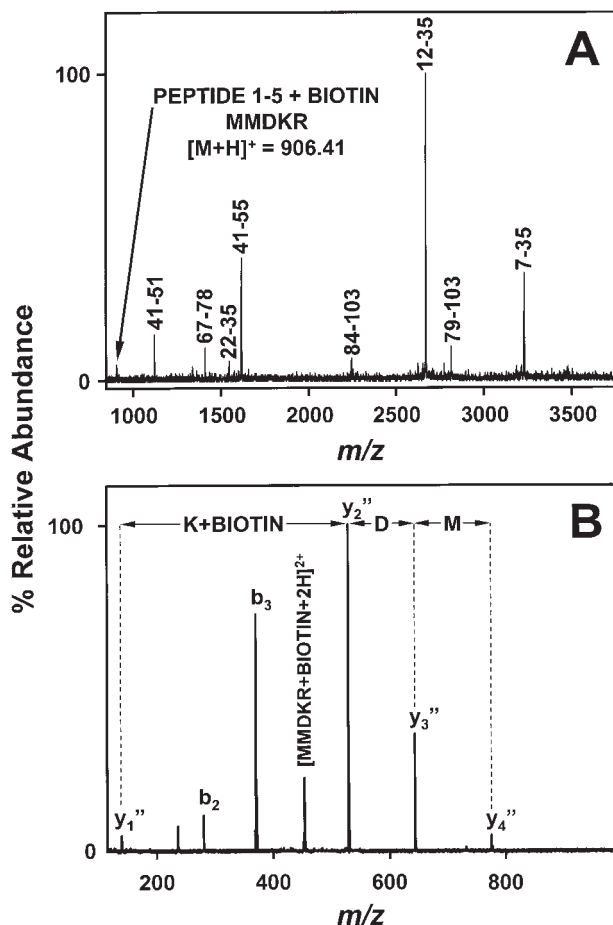 A
100
0
% Relative Abundance
PEPTIDE 1-5 + BIOTIN
MMDKR
[M+H]⁺ = 906.41
41-51
67-78
22-35
41-55
84-103
12-35
79-103
7-35
1000
1500
2000
2500
3000
3500
m/z
B
100
0
K+BIOTIN
y₂"
D
M
b₃
[MMDKR+BIOTIN+2H]²⁺
y₃"
b₂
y₁"
y₄"
200
400
600
800
m/z